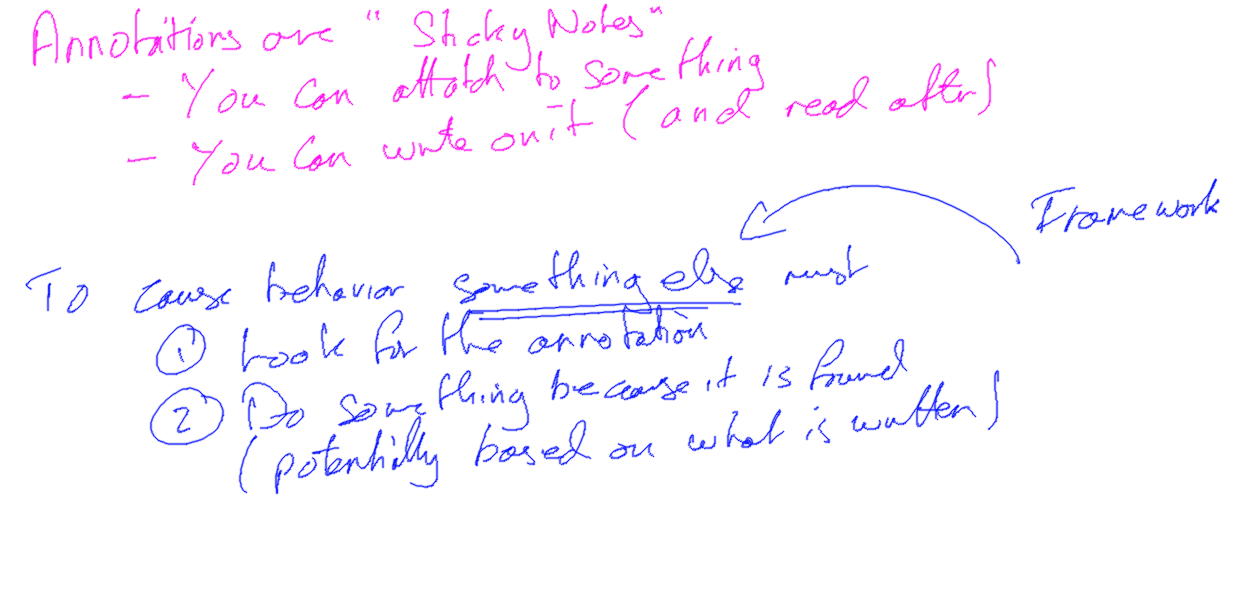 Annotations are "Sticky Notes"
- You can attatch to something
- You can write on it (and read after)
Framework
To cause behavior something else must
① Look for the annotation
② Do something because it is found
(potentially based on what is written)